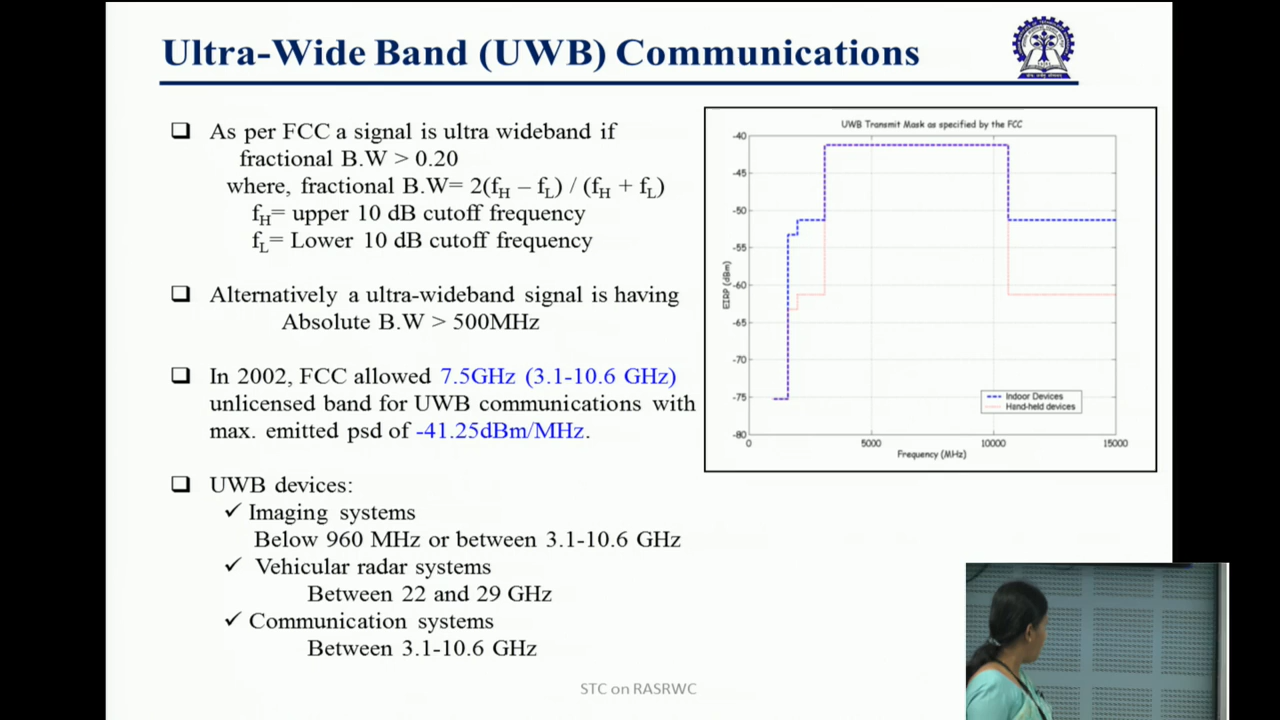 Ultra-Wide Band (UWB) Communications
❑ As per FCC a signal is ultra wideband if
fractional B.W > 0.20
where, fractional B.W= 2(fH – fL) / (fH + fL)
fH= upper 10 dB cutoff frequency
fL= Lower 10 dB cutoff frequency
❑ Alternatively a ultra-wideband signal is having
Absolute B.W > 500MHz
❑ In 2002, FCC allowed 7.5GHz (3.1-10.6 GHz)
unlicensed band for UWB communications with
max. emitted psd of -41.25dBm/MHz.
❑ UWB devices:
✓ Imaging systems
Below 960 MHz or between 3.1-10.6 GHz
✓ Vehicular radar systems
Between 22 and 29 GHz
✓ Communication systems
Between 3.1-10.6 GHz
UWB Transmit Mask as specified by the FCC
-40
-45
-50
-55
-60
-65
-70
-75
-80
EIRP (dBm)
0 5000 10000 15000
Frequency (MHz)
Indoor Devices
Hand-held devices
STC on RASRWC